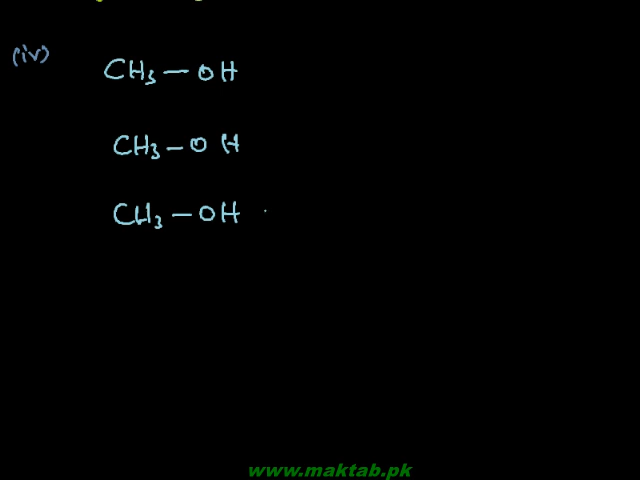 (iv) CH₃ — OH
CH₃ — OH
CH₃ — OH
www.maktab.pk